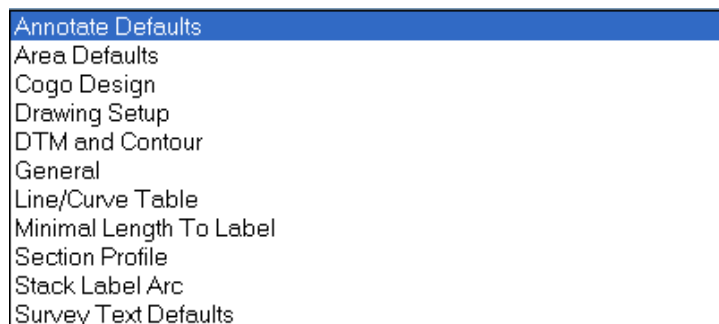 Annotate Defaults
Area Defaults
Cogo Design
Drawing Setup
DTM and Contour
General
Line/Curve Table
Minimal Length To Label
Section Profile
Stack Label Arc
Survey Text Defaults